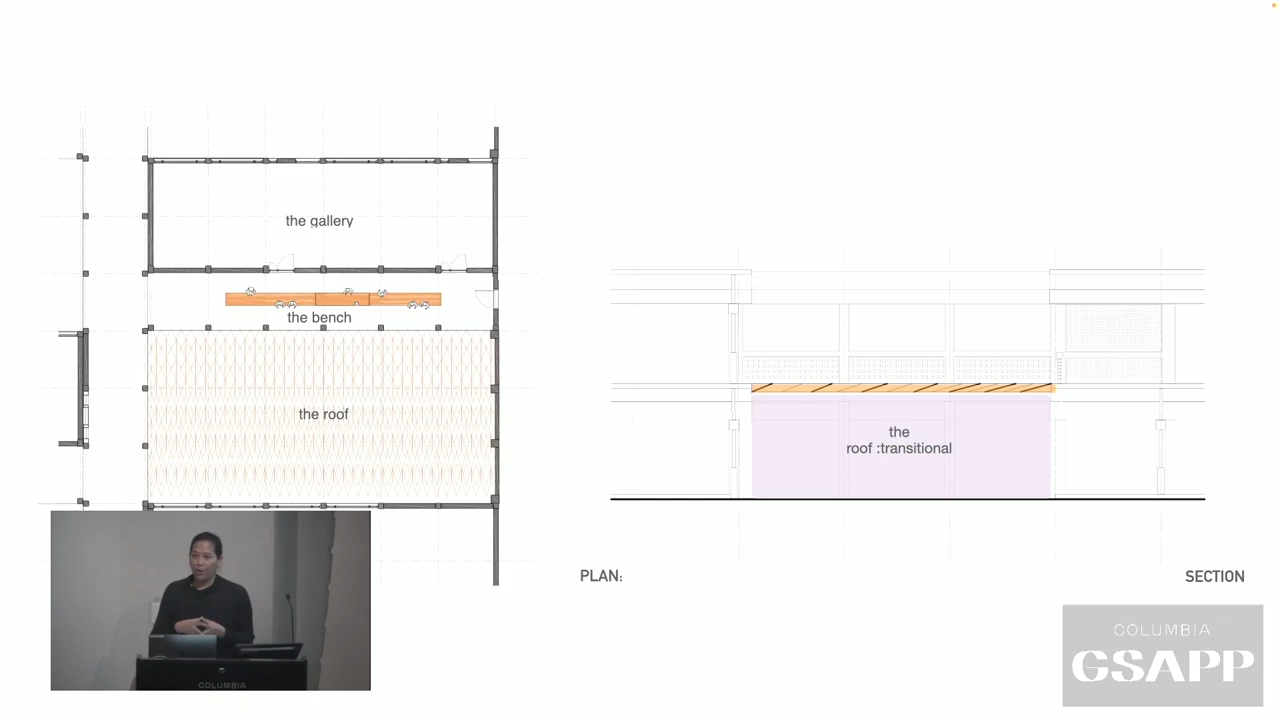 the gallery
the bench
the roof
the
roof :transitional
PLAN:
SECTION
COLUMBIA
COLUMBIA
GSAPP